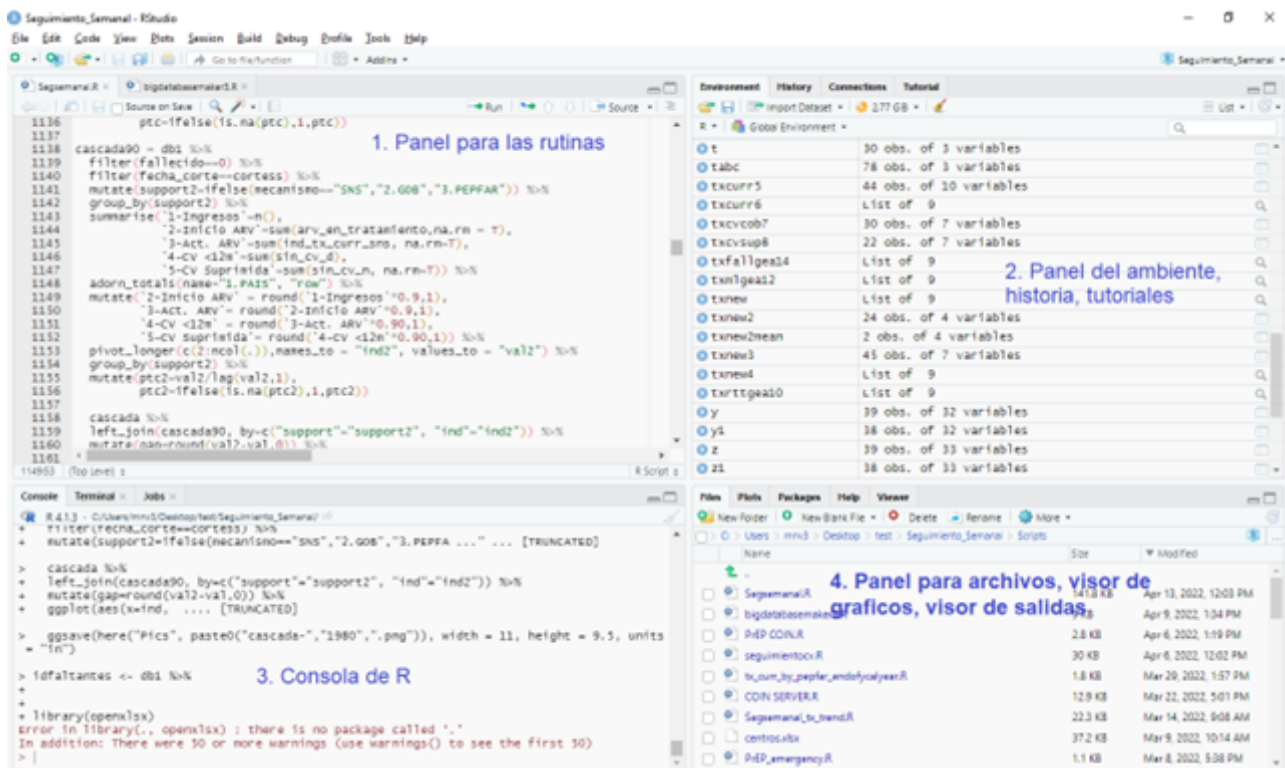 Seguimiento_Semanal - RStudio
File Edit Code View Plots Session Build Debug Profile Tools Help
Go to file/function Addins Seguimiento_Semanal
Segsemanal.R bigdatabasemaker5.R
Source on Save Run Source
1136 ptc=ifelse(is.na(ptc),1,ptc))
1. Panel para las rutinas
1137
1138 cascada90 = db1 %>%
1139 filter(fallecido==0) %>%
1140 filter(fecha_corte==cortess) %>%
1141 mutate(support2=ifelse(mecanismo=="SNS","2.GOB","3.PEPFAR")) %>%
1142 group_by(support2) %>%
1143 summarise(`1-Ingresos`=n(),
1144 `2-Inicio ARV`=sum(arv_en_tratamiento,na.rm = T),
1145 `3-Act. ARV`=sum(ind_tx_curr_sns, na.rm=T),
1146 `4-CV <12m`=sum(sin_cv_d),
1147 `5-CV Suprimida`=sum(sin_cv_n, na.rm=T)) %>%
1148 adorn_totals(name="1.PAIS", "row") %>%
1149 mutate(`2-Inicio ARV` = round(`1-Ingresos`*0.9,1),
1150 `3-Act. ARV`= round(`2-Inicio ARV`*0.9,1),
1151 `4-CV <12m` = round(`3-Act. ARV`*0.90,1),
1152 `5-CV Suprimida`= round(`4-CV <12m`*0.90,1)) %>%
1153 pivot_longer(c(2:ncol(.)),names_to = "ind2", values_to = "val2") %>%
1154 group_by(support2) %>%
1155 mutate(ptc2=val2/lag(val2,1),
1156 ptc2=ifelse(is.na(ptc2),1,ptc2))
1157
1158 cascada %>%
1159 left_join(cascada90, by=c("support"="support2", "ind"="ind2")) %>%
1160 mutate(gap=round(val2-val,0)) %>%
1161
(Top Level) R Script
Environment History Connections Tutorial
Import Dataset 2.77 GB List
R Global Environment
t 30 obs. of 3 variables
tabc 78 obs. of 3 variables
txcurr5 44 obs. of 10 variables
txcurr6 List of 9
txcvcob7 30 obs. of 7 variables
txcvsup8 22 obs. of 7 variables
txfallgea14 List of 9
txmlgea12 List of 9
txnew List of 9
txnew2 24 obs. of 4 variables
txnew2mean 2 obs. of 4 variables
txnew3 45 obs. of 7 variables
txnew4 List of 9
txrttgea10 List of 9
y 39 obs. of 32 variables
y1 38 obs. of 32 variables
z 39 obs. of 33 variables
z1 38 obs. of 33 variables
2. Panel del ambiente,
historia, tutoriales
Console Terminal Jobs
R 4.1.3 · C:/Users/mrv3/Desktop/test/Seguimiento_Semanal/
+ filter(fecha_corte==cortess) %>%
+ mutate(support2=ifelse(mecanismo=="SNS","2.GOB","3.PEPFA ..." ... [TRUNCATED]
> cascada %>%
+ left_join(cascada90, by=c("support"="support2", "ind"="ind2")) %>%
+ mutate(gap=round(val2-val,0)) %>%
+ ggplot(aes(x=ind, .... [TRUNCATED]
> ggsave(here("Pics", paste0("cascada-","1980",".png")), width = 11, height = 9.5, units
= "in")
> idfaltantes <- db1 %>%
3. Consola de R
+
+
+ library(openxlsx)
Error in library(., openxlsx) : there is no package called '.'
In addition: There were 50 or more warnings (use warnings() to see the first 50)
>
Files Plots Packages Help Viewer
New Folder New Blank File Delete Rename More
C: Users mrv3 Desktop test Seguimiento_Semanal Scripts
Name Size Modified
..
4. Panel para archivos, visor de
graficos, visor de salidas
Segsemanal.R 141.8 KB Apr 13, 2022, 12:03 PM
Apr 9, 2022, 1:34 PM
PrEP COIN.R 2.8 KB Apr 6, 2022, 1:19 PM
seguimientocv.R 30 KB Apr 6, 2022, 12:02 PM
tx_curr_by_pepfar_endofycalyear.R 1.8 KB Mar 29, 2022, 1:57 PM
COIN SERVER.R 12.9 KB Mar 22, 2022, 5:01 PM
Segsemanal_tx_trend.R 22.3 KB Mar 14, 2022, 9:08 AM
centros.xlsx 37.2 KB Mar 9, 2022, 10:14 AM
PrEP_emergency.R 1.1 KB Mar 8, 2022, 5:38 PM